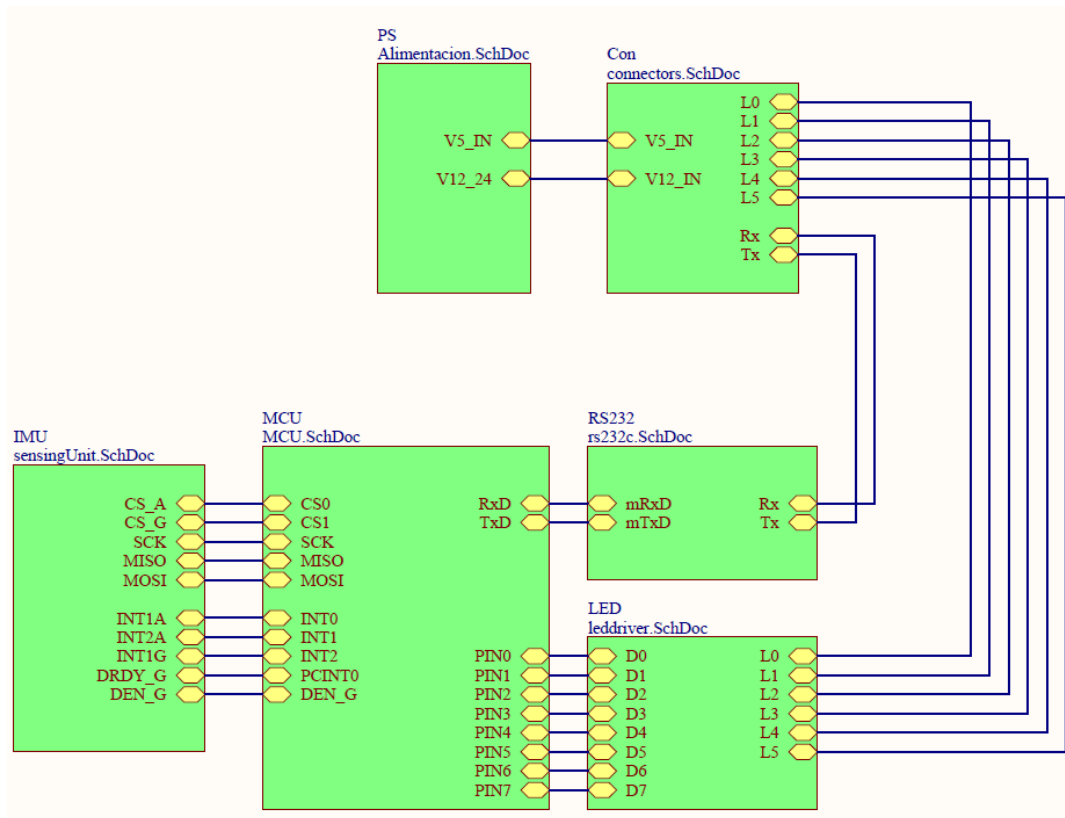 PS
Alimentacion.SchDoc
V5_IN
V12_24
Con
connectors.SchDoc
V5_IN
V12_IN
L0
L1
L2
L3
L4
L5
Rx
Tx
IMU
sensingUnit.SchDoc
CS_A
CS_G
SCK
MISO
MOSI
INT1A
INT2A
INT1G
DRDY_G
DEN_G
MCU
MCU.SchDoc
CS0
CS1
SCK
MISO
MOSI
INT0
INT1
INT2
PCINT0
DEN_G
RxD
TxD
PIN0
PIN1
PIN2
PIN3
PIN4
PIN5
PIN6
PIN7
RS232
rs232c.SchDoc
mRxD
mTxD
Rx
Tx
LED
leddriver.SchDoc
D0
D1
D2
D3
D4
D5
D6
D7
L0
L1
L2
L3
L4
L5